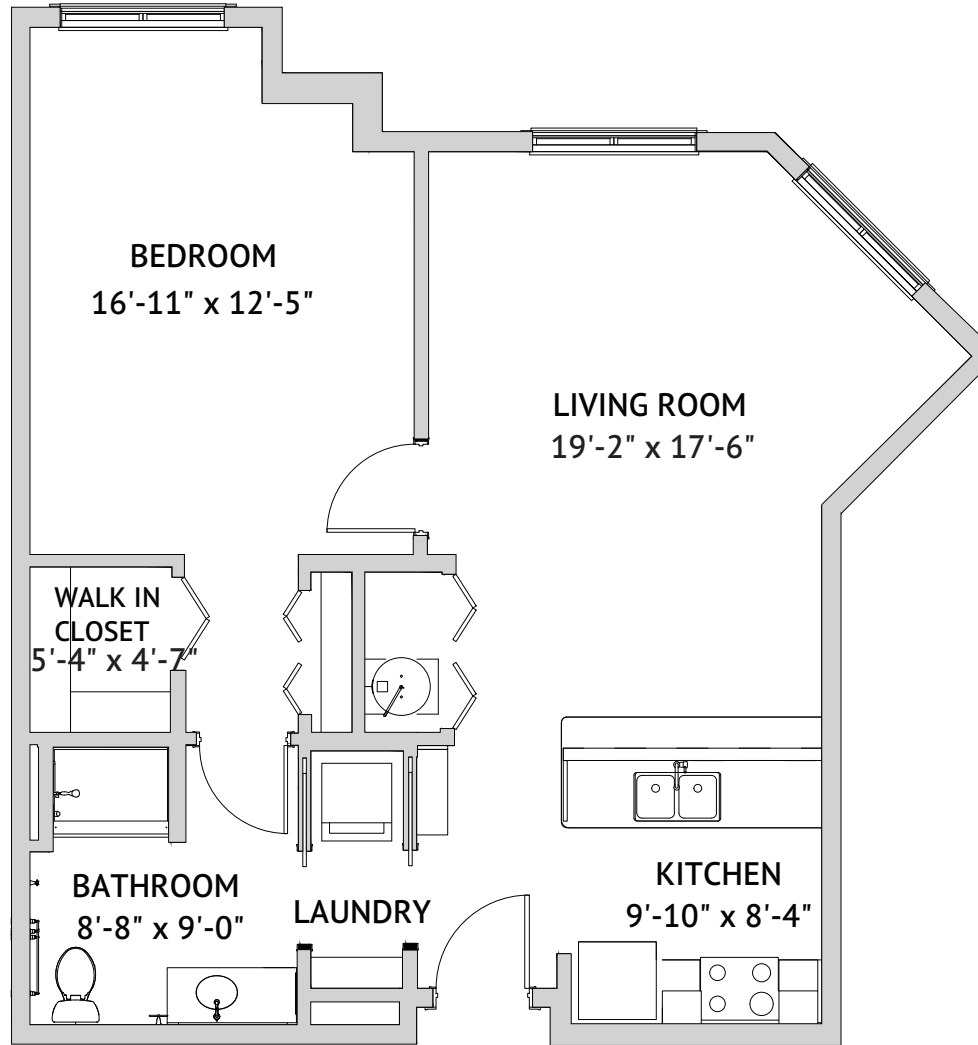 BEDROOM
16'-11" x 12'-5"
LIVING ROOM
19'-2" x 17'-6"
WALK IN
CLOSET
5'-4" x 4'-7"
BATHROOM
8'-8" x 9'-0"
LAUNDRY
KITCHEN
9'-10" x 8'-4"